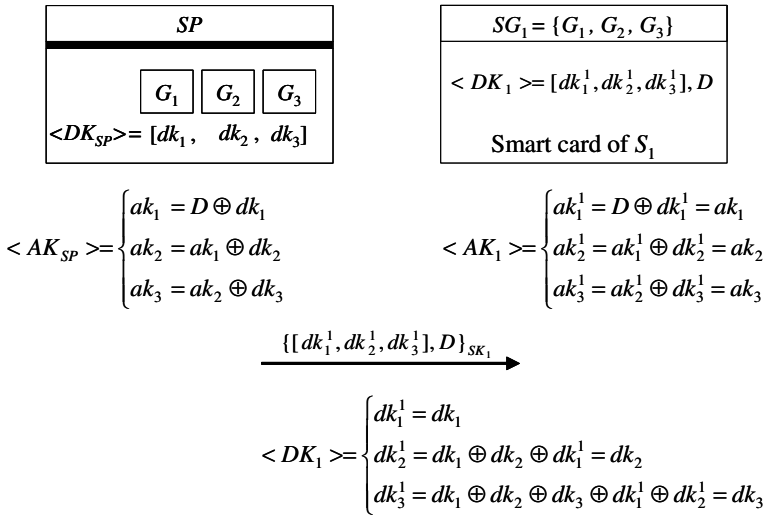 SP
G₁ G₂ G₃
<DK_SP>= [dk₁, dk₂, dk₃]
SG₁ = {G₁, G₂, G₃}
<DK₁>= [dk₁¹, dk₂¹, dk₃¹], D
Smart card of S₁
<AK_SP>= { ak₁ = D ⊕ dk₁
ak₂ = ak₁ ⊕ dk₂
ak₃ = ak₂ ⊕ dk₃
<AK₁>= { ak₁¹ = D ⊕ dk₁¹ = ak₁
ak₂¹ = ak₁¹ ⊕ dk₂¹ = ak₂
ak₃¹ = ak₂¹ ⊕ dk₃¹ = ak₃
{[dk₁¹, dk₂¹, dk₃¹], D}_SK₁
<DK₁>= { dk₁¹ = dk₁
dk₂¹ = dk₁ ⊕ dk₂ ⊕ dk₁¹ = dk₂
dk₃¹ = dk₁ ⊕ dk₂ ⊕ dk₃ ⊕ dk₁¹ ⊕ dk₂¹ = dk₃